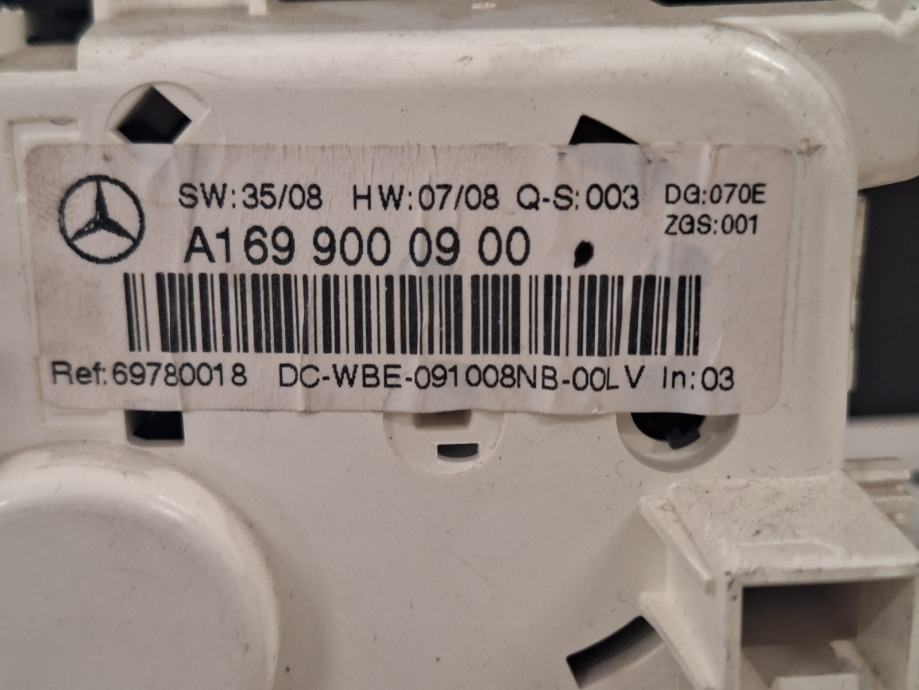 SW:35/08 HW:07/08 Q-S:003 DG:070E
ZGS:001
A169 900 09 00
Ref:69780018 DC-WBE-091008NB-00LV In:03